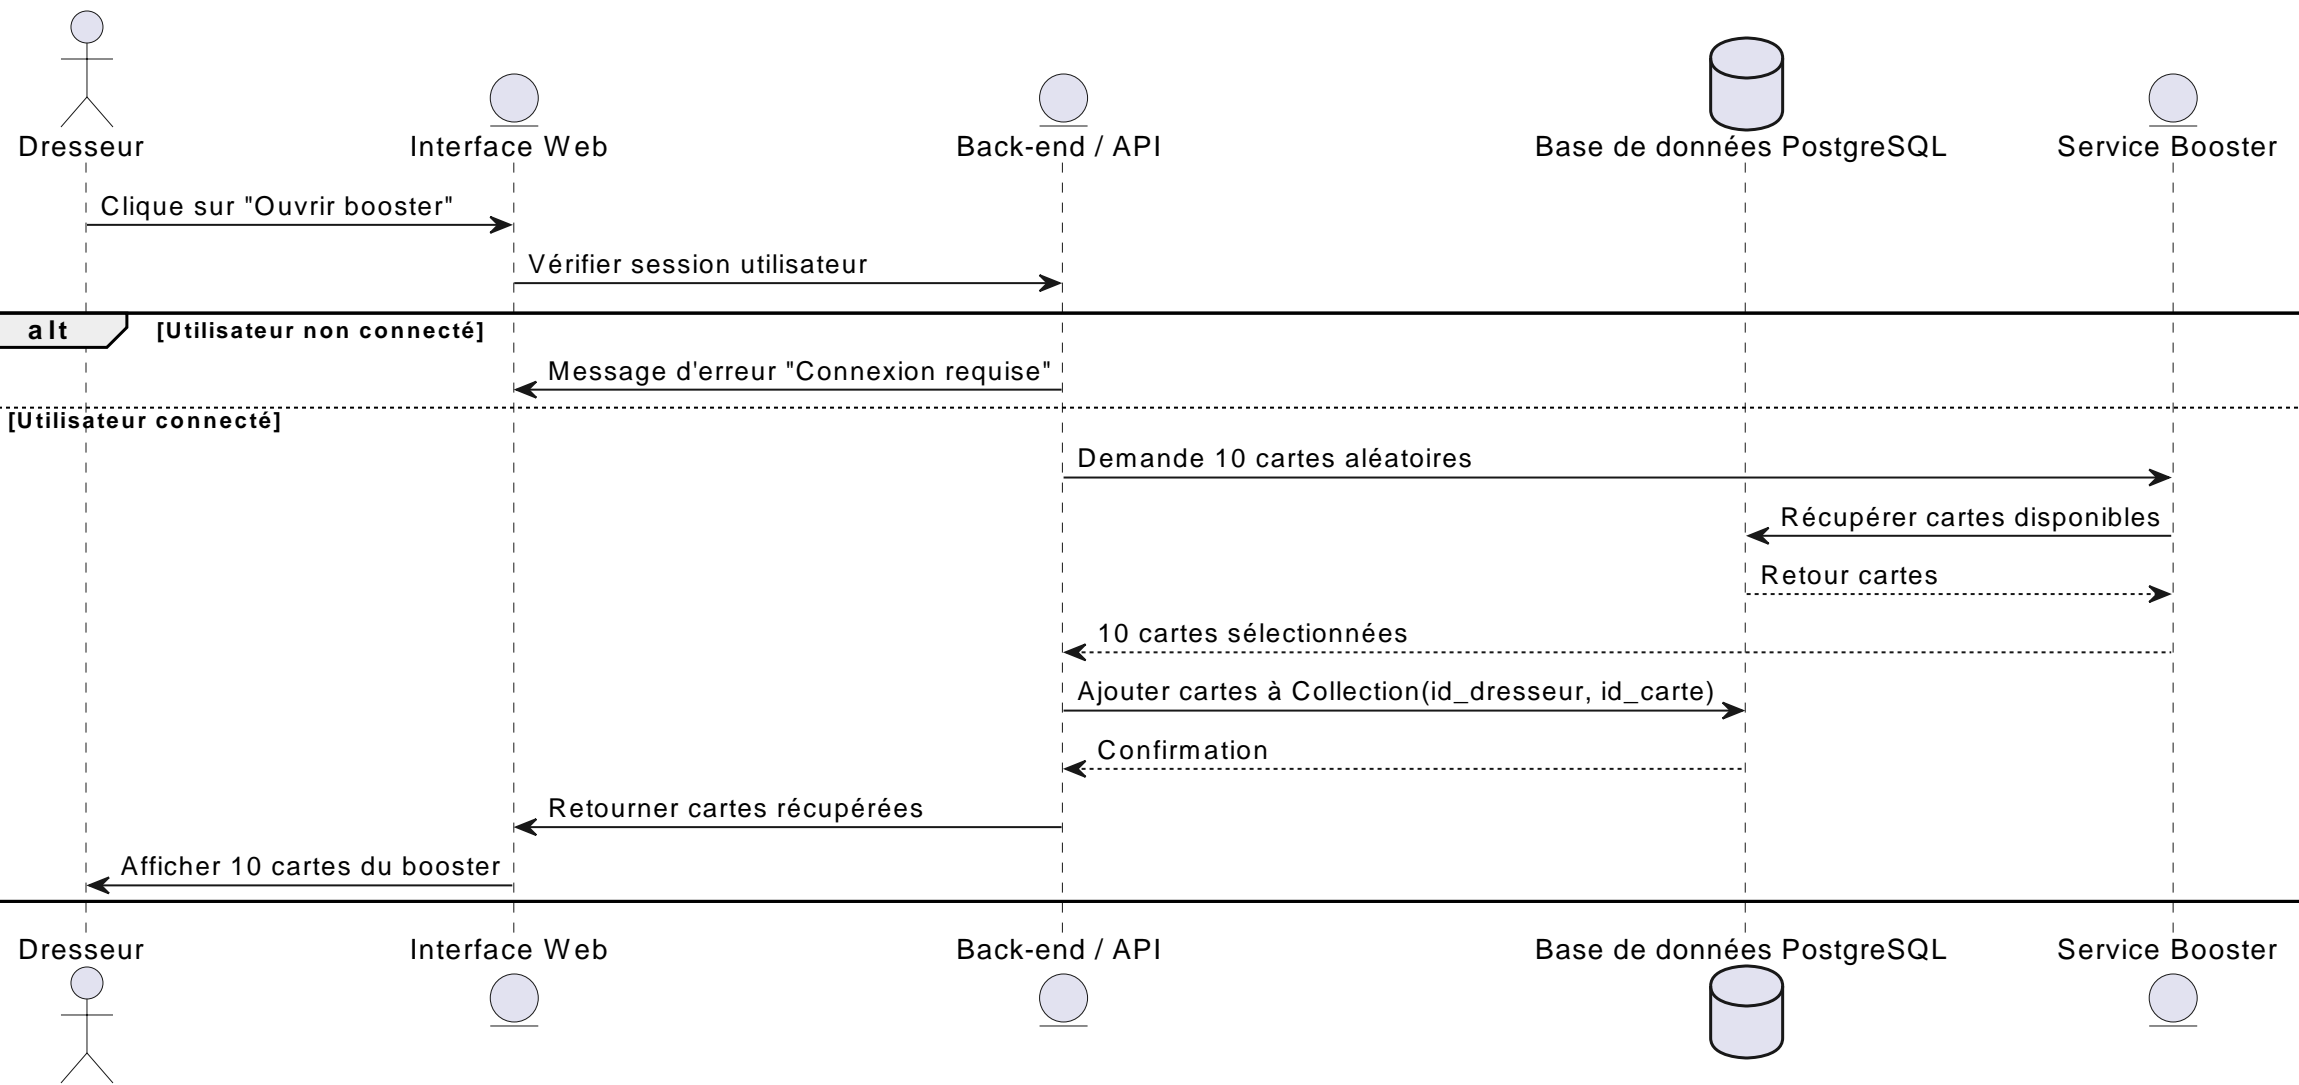 Dresseur
Interface Web
Back-end / API
Base de données PostgreSQL
Service Booster
Clique sur "Ouvrir booster"
Vérifier session utilisateur
alt
[Utilisateur non connecté]
Message d'erreur "Connexion requise"
[Utilisateur connecté]
Demande 10 cartes aléatoires
Récupérer cartes disponibles
Retour cartes
10 cartes sélectionnées
Ajouter cartes à Collection(id_dresseur, id_carte)
Confirmation
Retourner cartes récupérées
Afficher 10 cartes du booster
Dresseur
Interface Web
Back-end / API
Base de données PostgreSQL
Service Booster